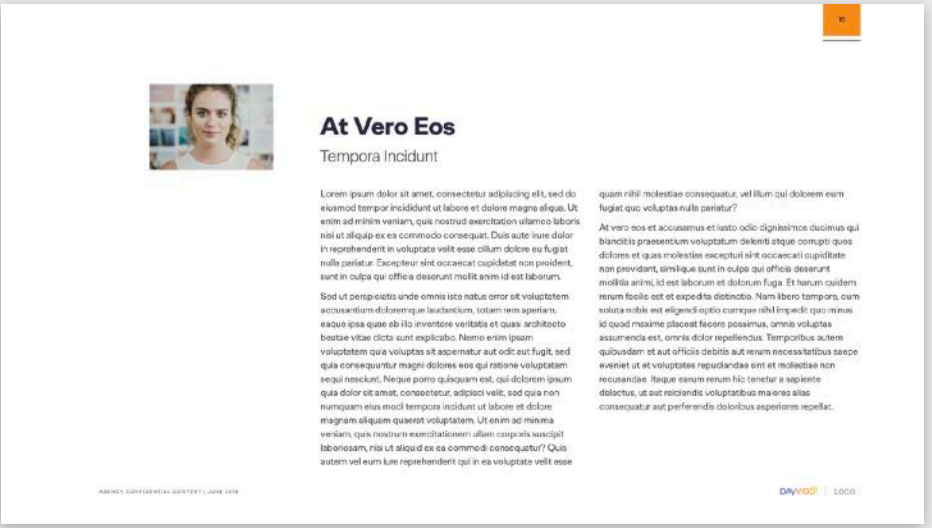 16
At Vero Eos
Tempora Incidunt
Lorem ipsum dolor sit amet, consectetur adipiscing elit, sed do
eiusmod tempor incididunt ut labore et dolore magna aliqua. Ut
enim ad minim veniam, quis nostrud exercitation ullamco laboris
nisi ut aliquip ex ea commodo consequat. Duis aute irure dolor
in reprehenderit in voluptate velit esse cillum dolore eu fugiat
nulla pariatur. Excepteur sint occaecat cupidatat non proident,
sunt in culpa qui officia deserunt mollit anim id est laborum.
Sed ut perspiciatis unde omnis iste natus error sit voluptatem
accusantium doloremque laudantium, totam rem aperiam,
eaque ipsa quae ab illo inventore veritatis et quasi architecto
beatae vitae dicta sunt explicabo. Nemo enim ipsam
voluptatem quia voluptas sit aspernatur aut odit aut fugit, sed
quia consequuntur magni dolores eos qui ratione voluptatem
sequi nesciunt. Neque porro quisquam est, qui dolorem ipsum
quia dolor sit amet, consectetur, adipisci velit, sed quia non
numquam eius modi tempora incidunt ut labore et dolore
magnam aliquam quaerat voluptatem. Ut enim ad minima
veniam, quis nostrum exercitationem ullam corporis suscipit
laboriosam, nisi ut aliquid ex ea commodi consequatur? Quis
autem vel eum iure reprehenderit qui in ea voluptate velit esse
quam nihil molestiae consequatur, vel illum qui dolorem eum
fugiat quo voluptas nulla pariatur?
At vero eos et accusamus et iusto odio dignissimos ducimus qui
blanditiis praesentium voluptatum deleniti atque corrupti quos
dolores et quas molestias excepturi sint occaecati cupiditate
non provident, similique sunt in culpa qui officia deserunt
mollitia animi, id est laborum et dolorum fuga. Et harum quidem
rerum facilis est et expedita distinctio. Nam libero tempore, cum
soluta nobis est eligendi optio cumque nihil impedit quo minus
id quod maxime placeat facere possimus, omnis voluptas
assumenda est, omnis dolor repellendus. Temporibus autem
quibusdam et aut officiis debitis aut rerum necessitatibus saepe
eveniet ut et voluptates repudiandae sint et molestiae non
recusandae. Itaque earum rerum hic tenetur a sapiente
delectus, ut aut reiciendis voluptatibus maiores alias
consequatur aut perferendis doloribus asperiores repellat.
AGENCY CONFIDENTIAL CONTENT | JUNE 2019
DAYVIGO | LOGO